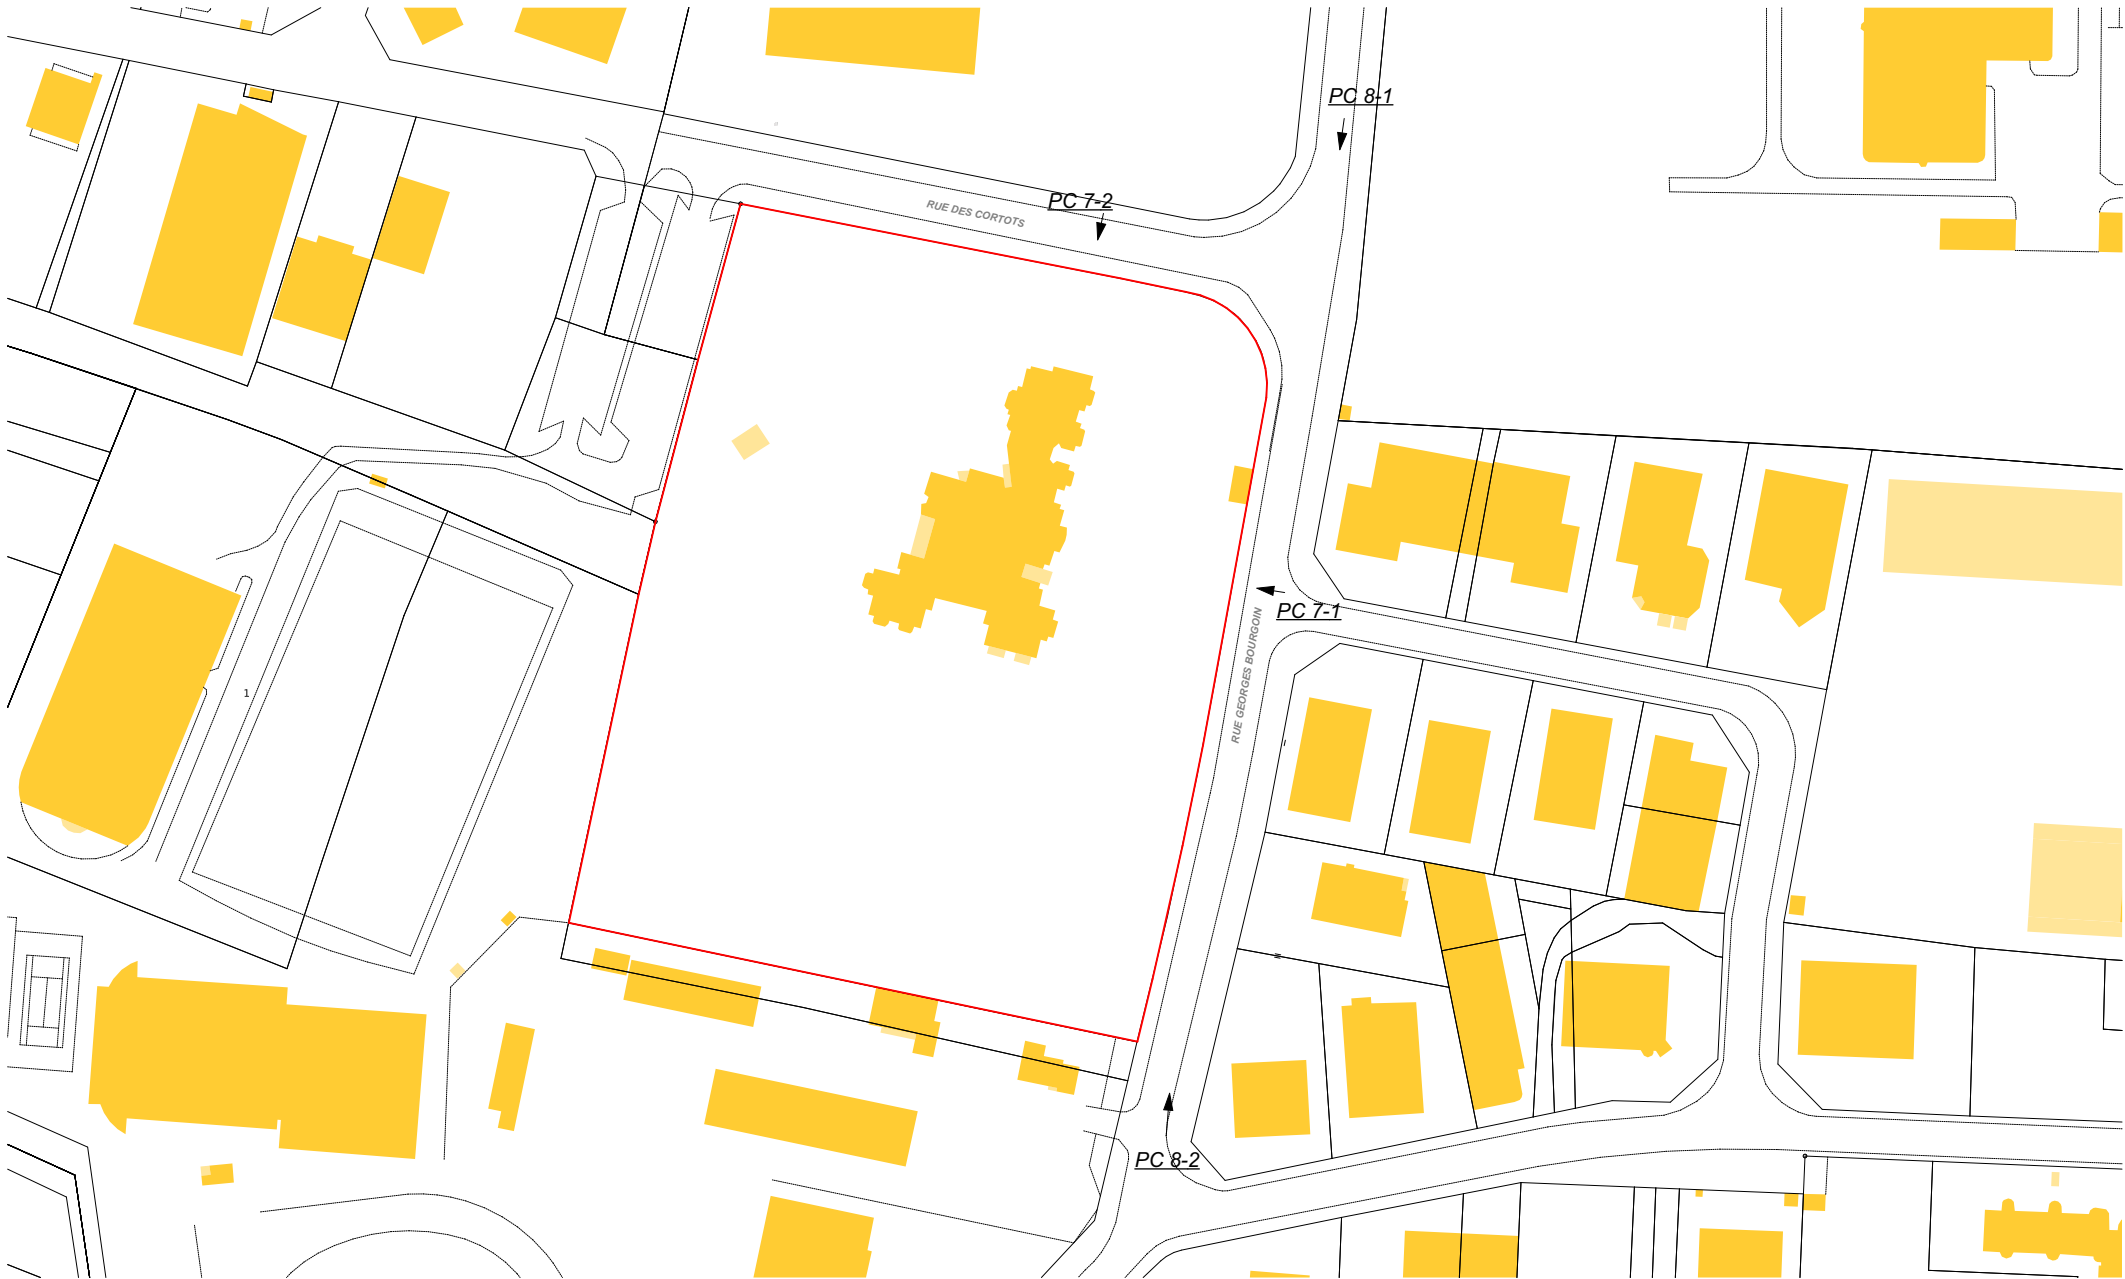 PC 8-1
PC 7-2
RUE DES CORTOTS
PC 7-1
RUE GEORGES BOURGOIN
1
PC 8-2